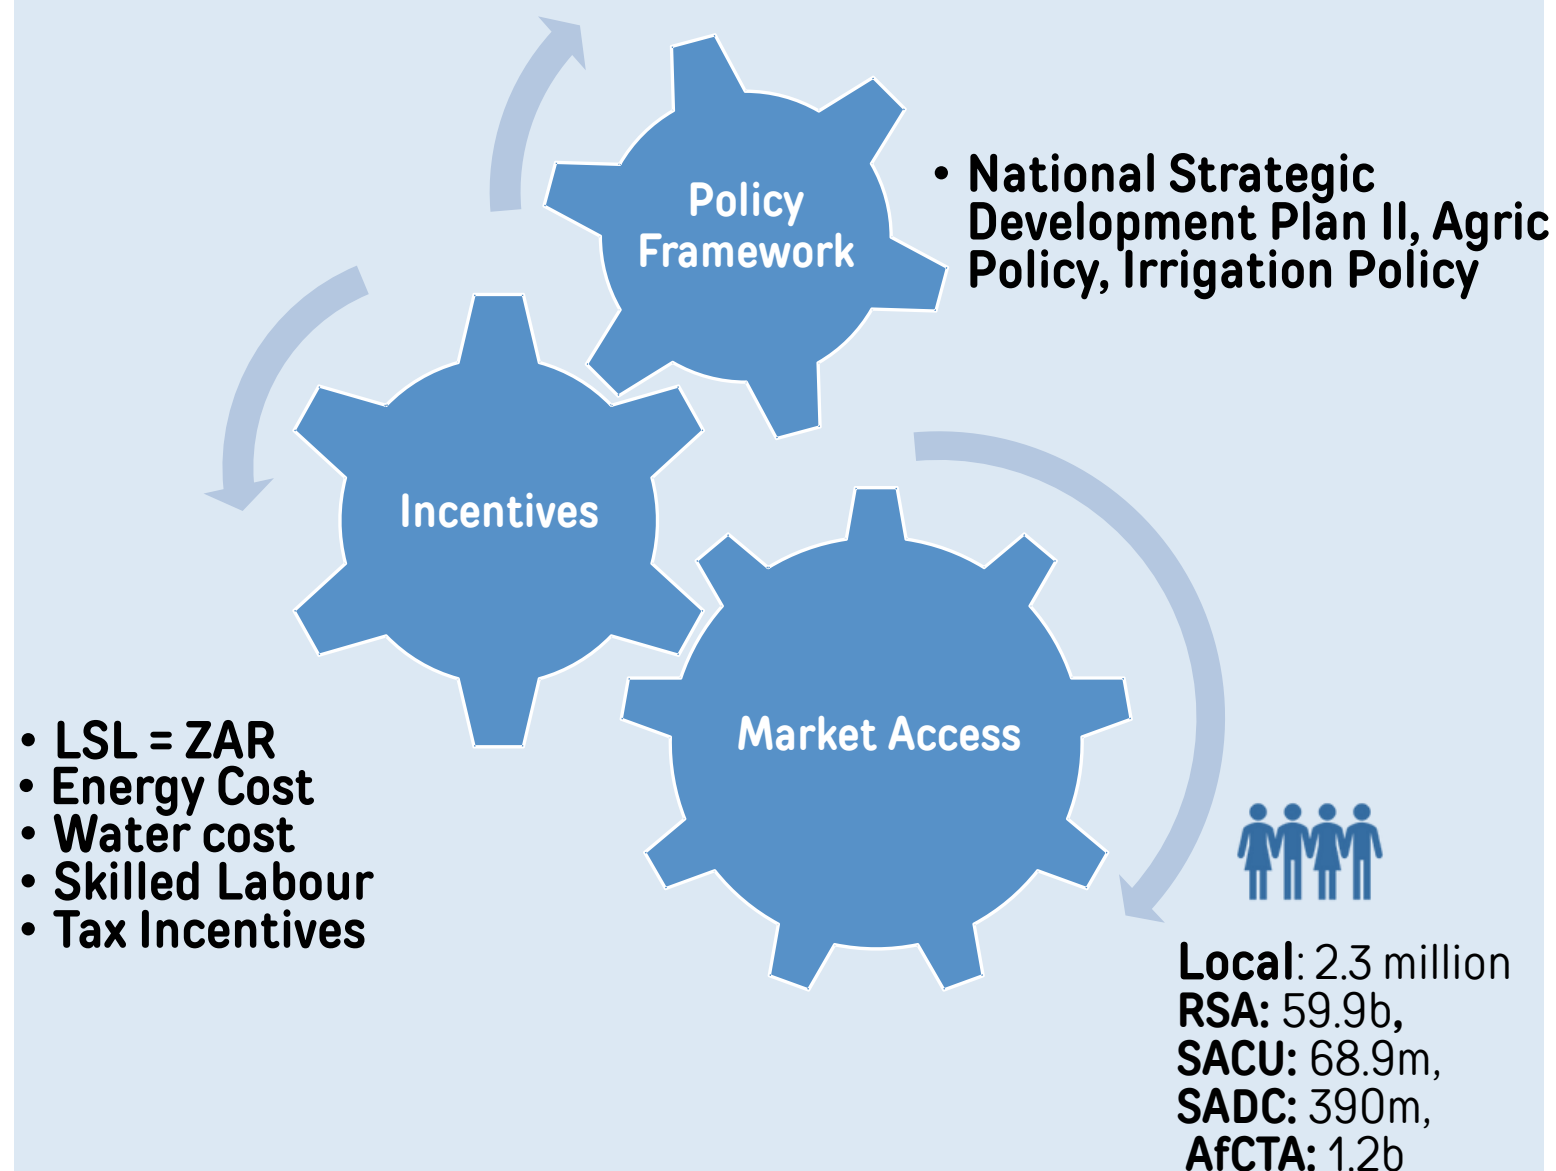 Policy
Framework
• National Strategic
Development Plan II, Agric
Policy, Irrigation Policy
Incentives
• LSL = ZAR
• Energy Cost
• Water cost
• Skilled Labour
• Tax Incentives
Market Access
Local: 2.3 million
RSA: 59.9b,
SACU: 68.9m,
SADC: 390m,
AfCTA: 1.2b